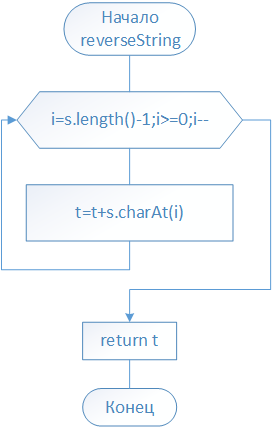 Начало
reverseString
i=s.length()-1;i>=0;i--
t=t+s.charAt(i)
return t
Конец